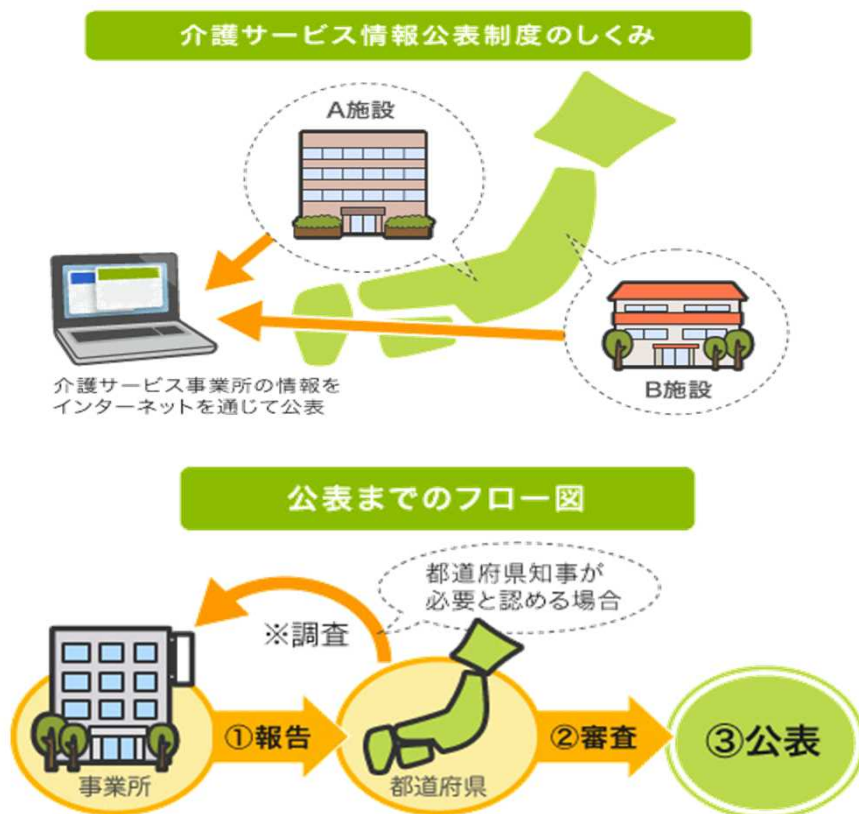 介護サービス情報公表制度のしくみ
A施設
B施設
介護サービス事業所の情報を
インターネットを通じて公表
公表までのフロー図
都道府県知事が
必要と認める場合
※調査
①報告
②審査
③公表
事業所
都道府県